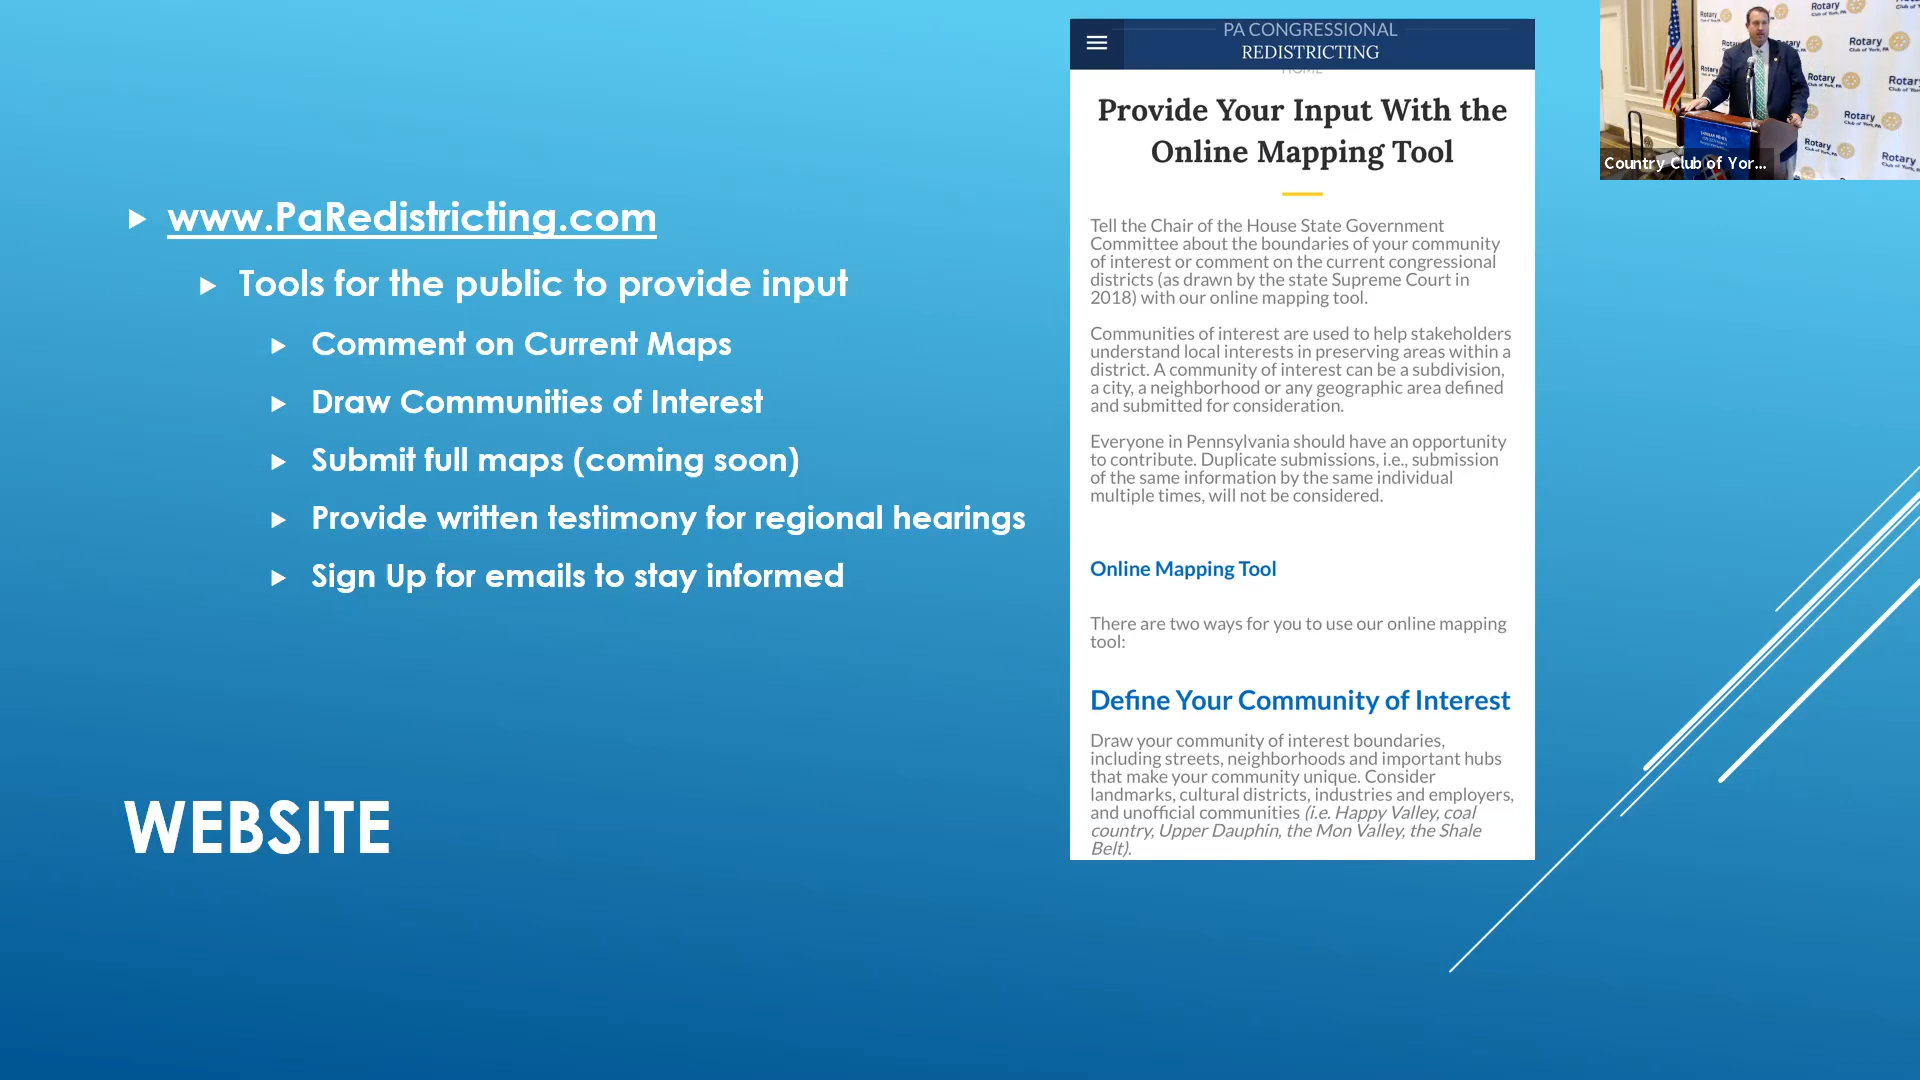 www.PaRedistricting.com
Tools for the public to provide input
Comment on Current Maps
Draw Communities of Interest
Submit full maps (coming soon)
Provide written testimony for regional hearings
Sign Up for emails to stay informed
WEBSITE
PA CONGRESSIONAL
REDISTRICTING
HOME
Provide Your Input With the
Online Mapping Tool
Tell the Chair of the House State Government
Committee about the boundaries of your community
of interest or comment on the current congressional
districts (as drawn by the state Supreme Court in
2018) with our online mapping tool.
Communities of interest are used to help stakeholders
understand local interests in preserving areas within a
district. A community of interest can be a subdivision,
a city, a neighborhood or any geographic area defined
and submitted for consideration.
Everyone in Pennsylvania should have an opportunity
to contribute. Duplicate submissions, i.e., submission
of the same information by the same individual
multiple times, will not be considered.
Online Mapping Tool
There are two ways for you to use our online mapping
tool:
Define Your Community of Interest
Draw your community of interest boundaries,
including streets, neighborhoods and important hubs
that make your community unique. Consider
landmarks, cultural districts, industries and employers,
and unofficial communities (i.e. Happy Valley, coal
country, Upper Dauphin, the Mon Valley, the Shale
Belt).
Rotary
Club of York, PA
Rotary
Rotary
Rotary
Rotary
Rotary
Rotary
Country Club of Yor...